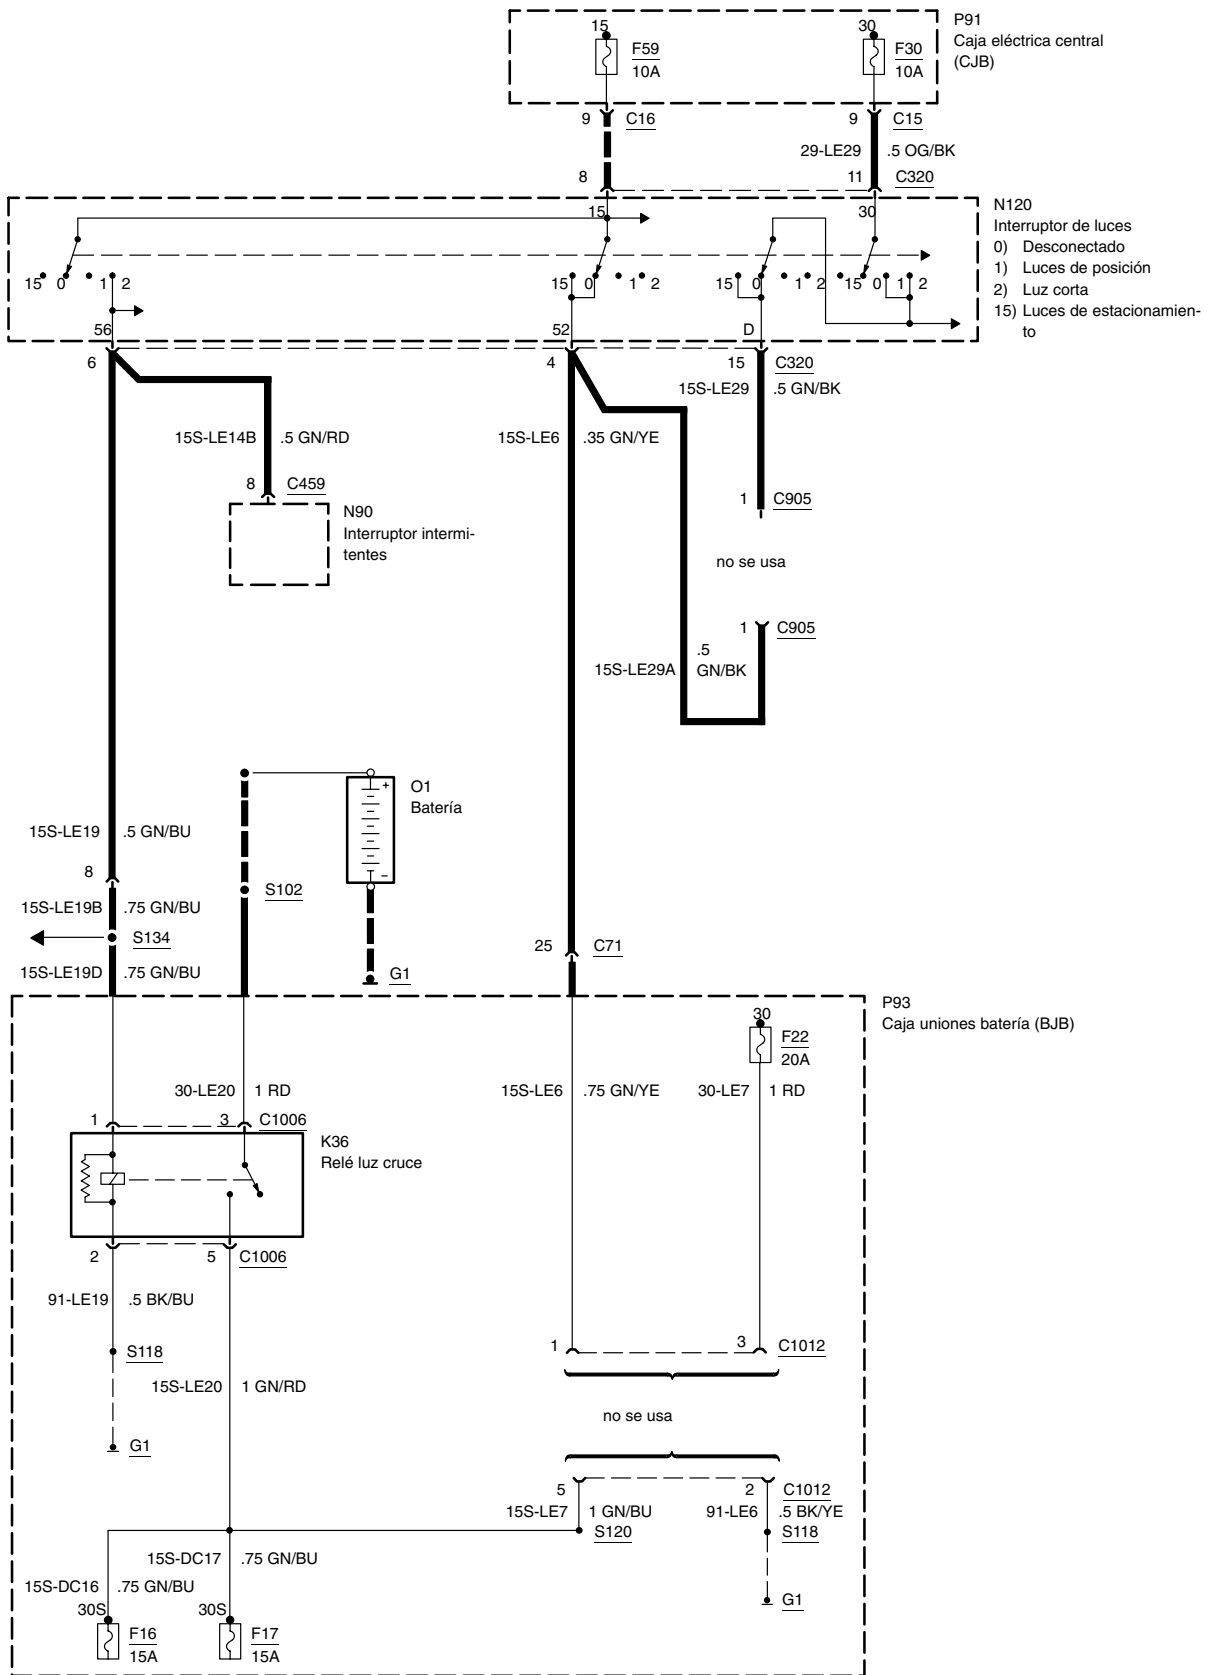 P91
Caja eléctrica central
(CJB)
15
F59
10A
30
F30
10A
9
C16
9
C15
29-LE29
.5 OG/BK
8
11
C320
N120
Interruptor de luces
0) Desconectado
1) Luces de posición
2) Luz corta
15) Luces de estacionamien-
to
15
30
15 0 1 2
15 0 1 2
15 0 1 2
15 0 1 2
56
52
D
6
4
15
C320
15S-LE29
.5 GN/BK
15S-LE14B
.5 GN/RD
15S-LE6
.35 GN/YE
8
C459
1
C905
N90
Interruptor intermi-
tentes
no se usa
1
C905
15S-LE29A
.5
GN/BK
O1
Batería
+
−
15S-LE19
.5 GN/BU
8
S102
15S-LE19B
.75 GN/BU
S134
25
C71
15S-LE19D
.75 GN/BU
G1
P93
Caja uniones batería (BJB)
30
F22
20A
30-LE20
1 RD
15S-LE6
.75 GN/YE
30-LE7
1 RD
1
3
C1006
K36
Relé luz cruce
2
5
C1006
91-LE19
.5 BK/BU
S118
1
3
C1012
15S-LE20
1 GN/RD
no se usa
G1
5
2
C1012
15S-LE7
1 GN/BU
91-LE6
.5 BK/YE
S120
S118
15S-DC17
.75 GN/BU
15S-DC16
.75 GN/BU
G1
30S
F16
15A
30S
F17
15A